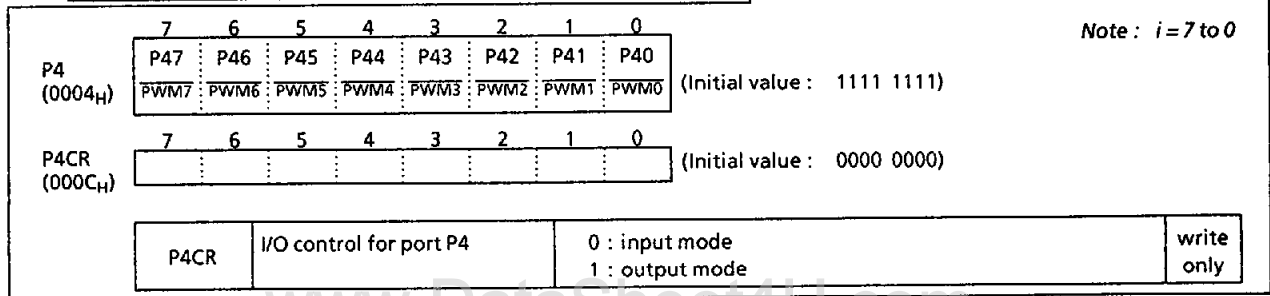 Note : i = 7 to 0
7 6 5 4 3 2 1 0
P4 (0004H)
P47 P46 P45 P44 P43 P42 P41 P40
PWM7 PWM6 PWM5 PWM4 PWM3 PWM2 PWM1 PWM0
(Initial value : 1111 1111)
7 6 5 4 3 2 1 0
P4CR (000CH)
(Initial value : 0000 0000)
P4CR
I/O control for port P4
0 : input mode
1 : output mode
write only
www.DataSheet4U.com